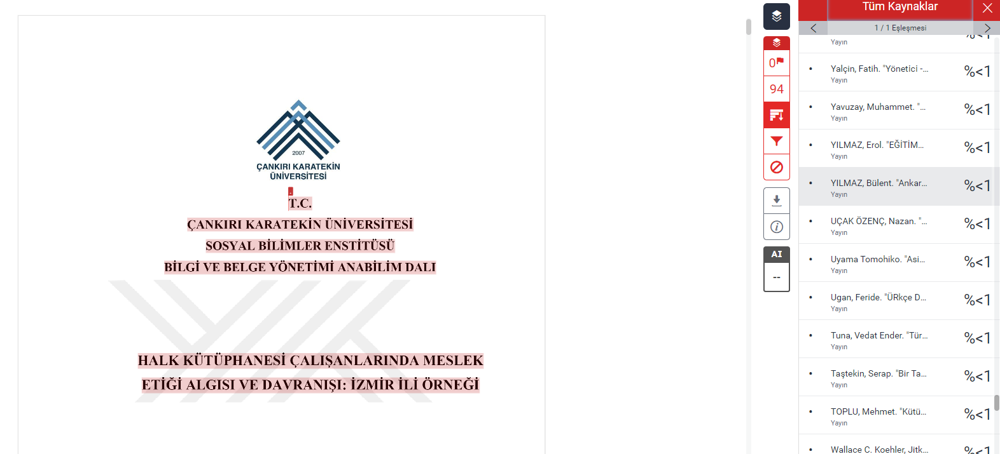 2007
ÇANKIRI KARATEKİN
ÜNİVERSİTESİ
T.C.
ÇANKIRI KARATEKİN ÜNİVERSİTESİ
SOSYAL BİLİMLER ENSTİTÜSÜ
BİLGİ VE BELGE YÖNETİMİ ANABİLİM DALI
HALK KÜTÜPHANESİ ÇALIŞANLARINDA MESLEK
ETİĞİ ALGISI VE DAVRANIŞI: İZMİR İLİ ÖRNEĞİ
0
94
AI
--
Tüm Kaynaklar
1 / 1 Eşleşmesi
Yayın
Yalçin, Fatih. "Yönetici -... %<1
Yayın
Yavuzay, Muhammet. "... %<1
Yayın
YILMAZ, Erol. "EĞİTİM... %<1
Yayın
YILMAZ, Bülent. "Ankar... %<1
Yayın
UÇAK ÖZENÇ, Nazan. "... %<1
Yayın
Uyama Tomohiko. "Asi... %<1
Yayın
Ugan, Feride. "ÜRkçe D... %<1
Yayın
Tuna, Vedat Ender. "Tür... %<1
Yayın
Taştekin, Serap. "Bir Ta... %<1
Yayın
TOPLU, Mehmet. "Kütü... %<1
Yayın
Wallace C. Koehler, Jitk... %<1